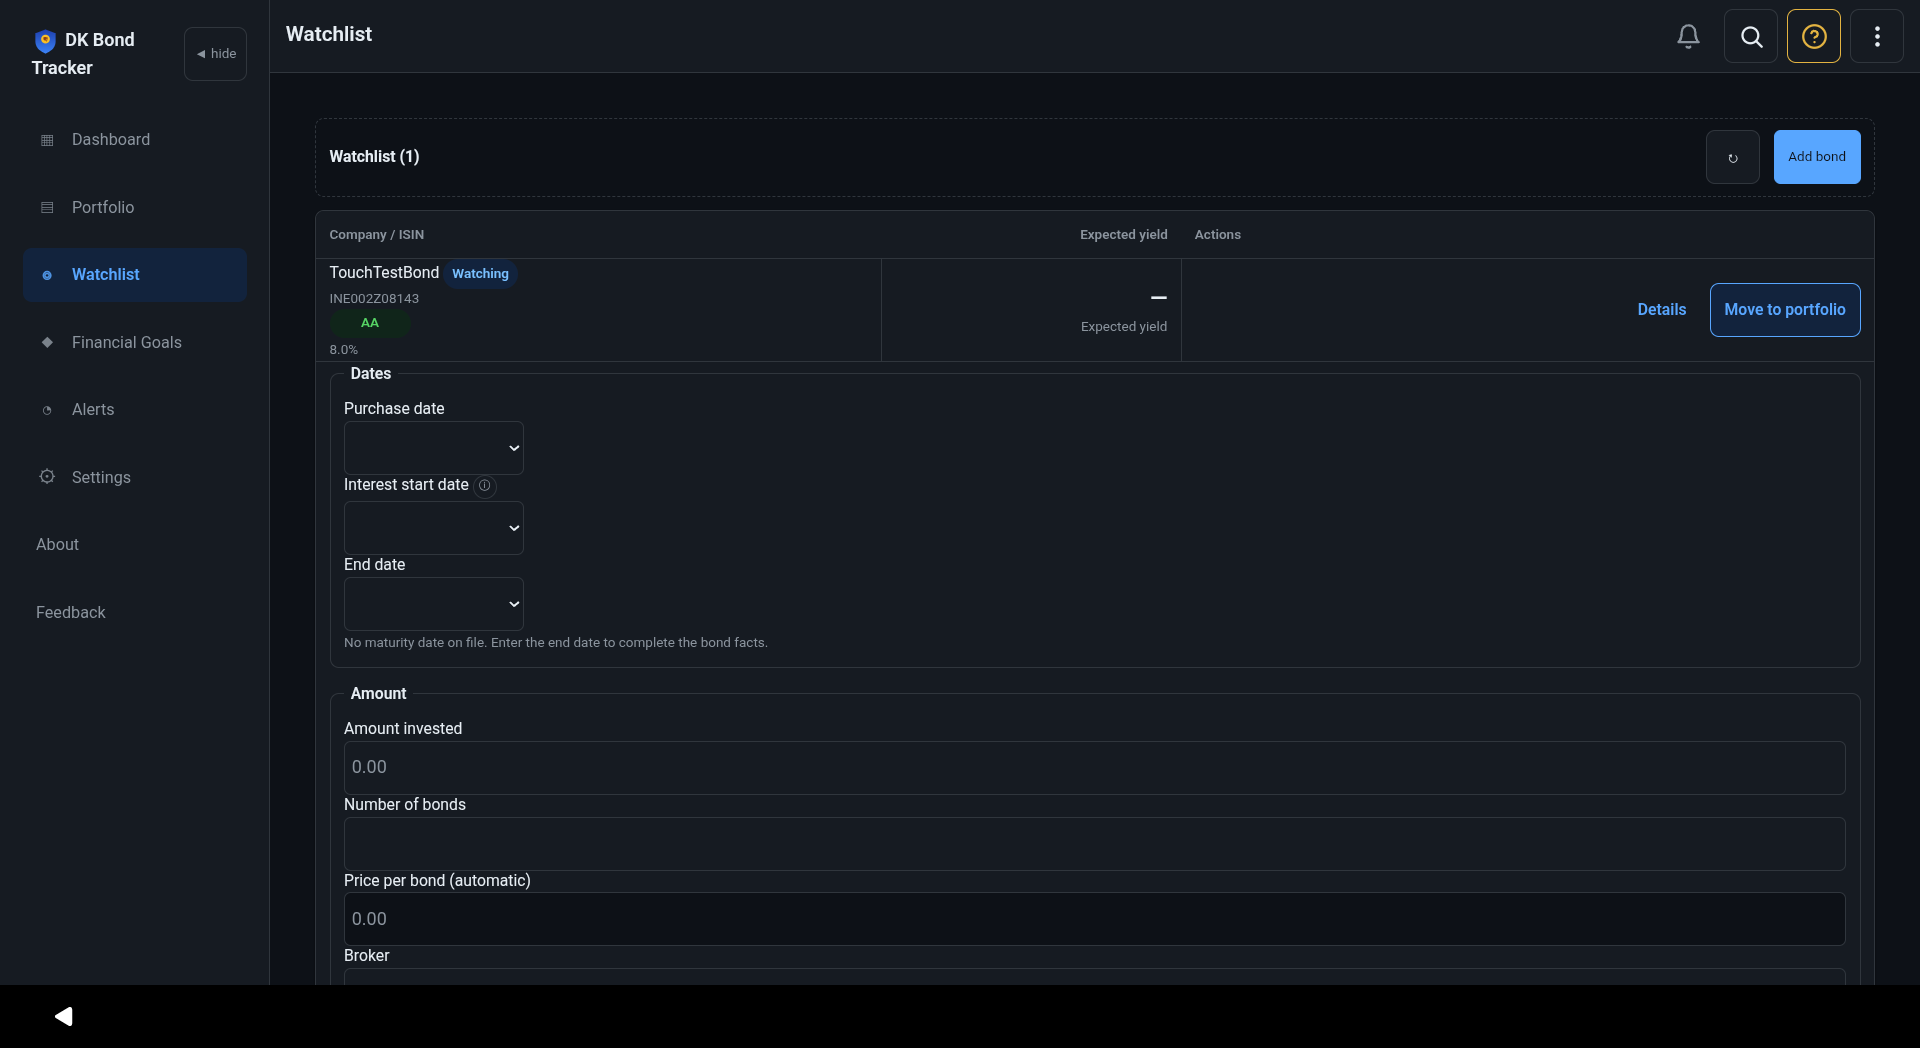 DK Bond
Tracker
◄ hide
Watchlist
Dashboard
Portfolio
Watchlist
Financial Goals
Alerts
Settings
About
Feedback
Watchlist (1)
Add bond
Company / ISIN
Expected yield
Actions
TouchTestBond
Watching
INE002Z08143
AA
8.0%
—
Expected yield
Details
Move to portfolio
Dates
Purchase date
Interest start date ⓘ
End date
No maturity date on file. Enter the end date to complete the bond facts.
Amount
Amount invested
0.00
Number of bonds
Price per bond (automatic)
0.00
Broker